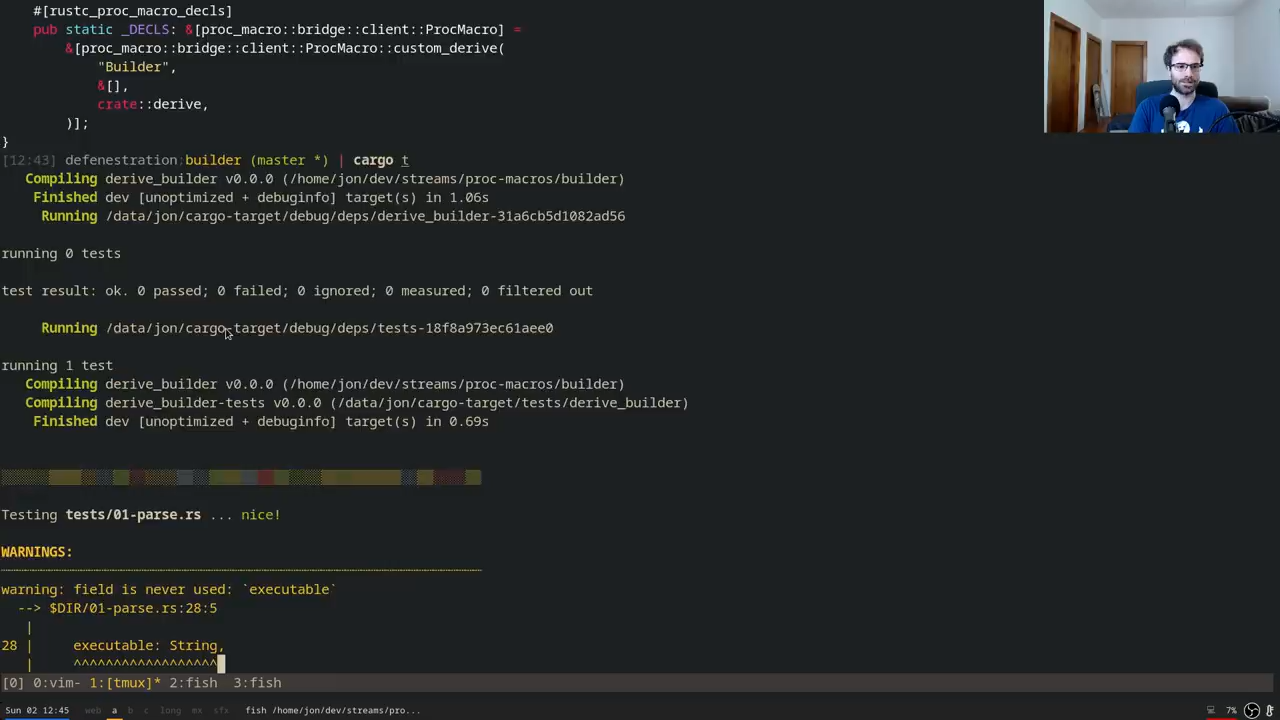 #[rustc_proc_macro_decls]
pub static _DECLS: &[proc_macro::bridge::client::ProcMacro] =
&[proc_macro::bridge::client::ProcMacro::custom_derive(
"Builder",
&[],
crate::derive,
)];
}
[12:43] defenestration:builder (master *) | cargo t
Compiling derive_builder v0.0.0 (/home/jon/dev/streams/proc-macros/builder)
Finished dev [unoptimized + debuginfo] target(s) in 1.06s
Running /data/jon/cargo-target/debug/deps/derive_builder-31a6cb5d1082ad56
running 0 tests
test result: ok. 0 passed; 0 failed; 0 ignored; 0 measured; 0 filtered out
Running /data/jon/cargo-target/debug/deps/tests-18f8a973ec61aee0
running 1 test
Compiling derive_builder v0.0.0 (/home/jon/dev/streams/proc-macros/builder)
Compiling derive_builder-tests v0.0.0 (/data/jon/cargo-target/tests/derive_builder)
Finished dev [unoptimized + debuginfo] target(s) in 0.69s
Testing tests/01-parse.rs ... nice!
WARNINGS:
warning: field is never used: `executable`
--> $DIR/01-parse.rs:28:5
|
28 | executable: String,
| ^^^^^^^^^^^^^^^^^^
[0] 0:vim- 1:[tmux]* 2:fish 3:fish
Sun 02 12:45 web a b c long mx sfx fish /home/jon/dev/streams/pro... 7%